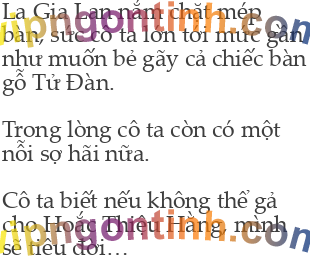 La Gia Lan nắm chặt mép
bàn, sức cô ta lớn tới mức gần
như muốn bẻ gãy cả chiếc bàn
gỗ Tử Đàn.
Trong lòng cô ta còn có một
nỗi sợ hãi nữa.
Cô ta biết nếu không thể gả
cho Hoắc Thiệu Hàng, mình
sẽ tiêu đời...